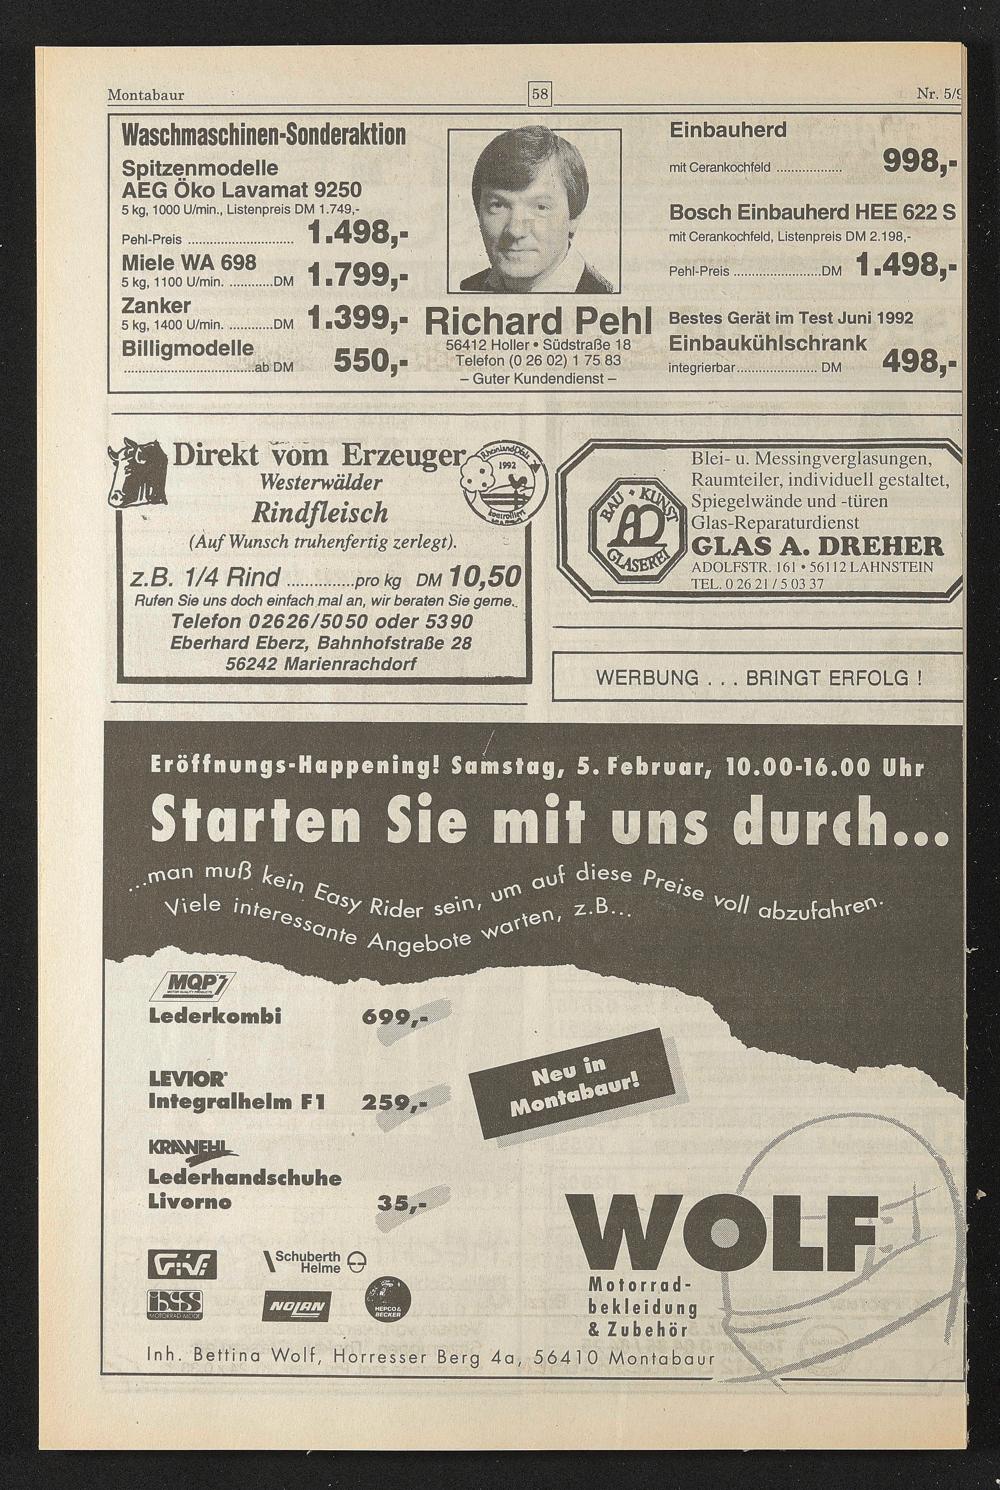 Montabaur
58
Nr. 5/9
Waschmaschinen-Sonderaktion
Spitzenmodelle
AEG Öko Lavamat 9250
5 kg, 1000 U/min., Listenpreis DM 1.749,-
Pehl-Preis ............................ 1.498,-
Miele WA 698
5 kg, 1100 U/min. ............DM 1.799,-
Zanker
5 kg, 1400 U/min. ............DM 1.399,-
Billigmodelle
..................................ab DM 550,-
Richard Pehl
56412 Holler • Südstraße 18
Telefon (0 26 02) 1 75 83
– Guter Kundendienst –
Einbauherd
mit Cerankochfeld .................. 998,-
Bosch Einbauherd HEE 622 S
mit Cerankochfeld, Listenpreis DM 2.198,-
Pehl-Preis .......................DM 1.498,-
Bestes Gerät im Test Juni 1992
Einbaukühlschrank
integrierbar..................... DM 498,-
Direkt vom Erzeuger
Westerwälder
Rindfleisch
(Auf Wunsch truhenfertig zerlegt).
z.B. 1/4 Rind ..............pro kg DM 10,50
Rufen Sie uns doch einfach mal an, wir beraten Sie gerne.
Telefon 02626/5050 oder 5390
Eberhard Eberz, Bahnhofstraße 28
56242 Marienrachdorf
Rheinland-Pfalz
1992
kontrolliert
BAU • KUNST
AD
GLASEREI
Blei- u. Messingverglasungen,
Raumteiler, individuell gestaltet,
Spiegelwände und -türen
Glas-Reparaturdienst
GLAS A. DREHER
ADOLFSTR. 161 • 56112 LAHNSTEIN
TEL. 0 26 21 / 5 03 37
WERBUNG . . . BRINGT ERFOLG !
Eröffnungs-Happening! Samstag, 5. Februar, 10.00-16.00 Uhr
Starten Sie mit uns durch...
...man muß kein Easy Rider sein, um auf diese Preise voll abzufahren.
Viele interessante Angebote warten, z.B...
MQP
Lederkombi 699,-
LEVIOR
Integralhelm F1 259,-
KRAWEHL
Lederhandschuhe
Livorno 35,-
Neu in
Montabaur!
Schuberth
Helme
ixs
MOTORRAD-MODE
NOLAN
HEPCO &
BECKER
WOLF
Motorrad-
bekleidung
& Zubehör
Inh. Bettina Wolf, Horresser Berg 4a, 56410 Montabaur